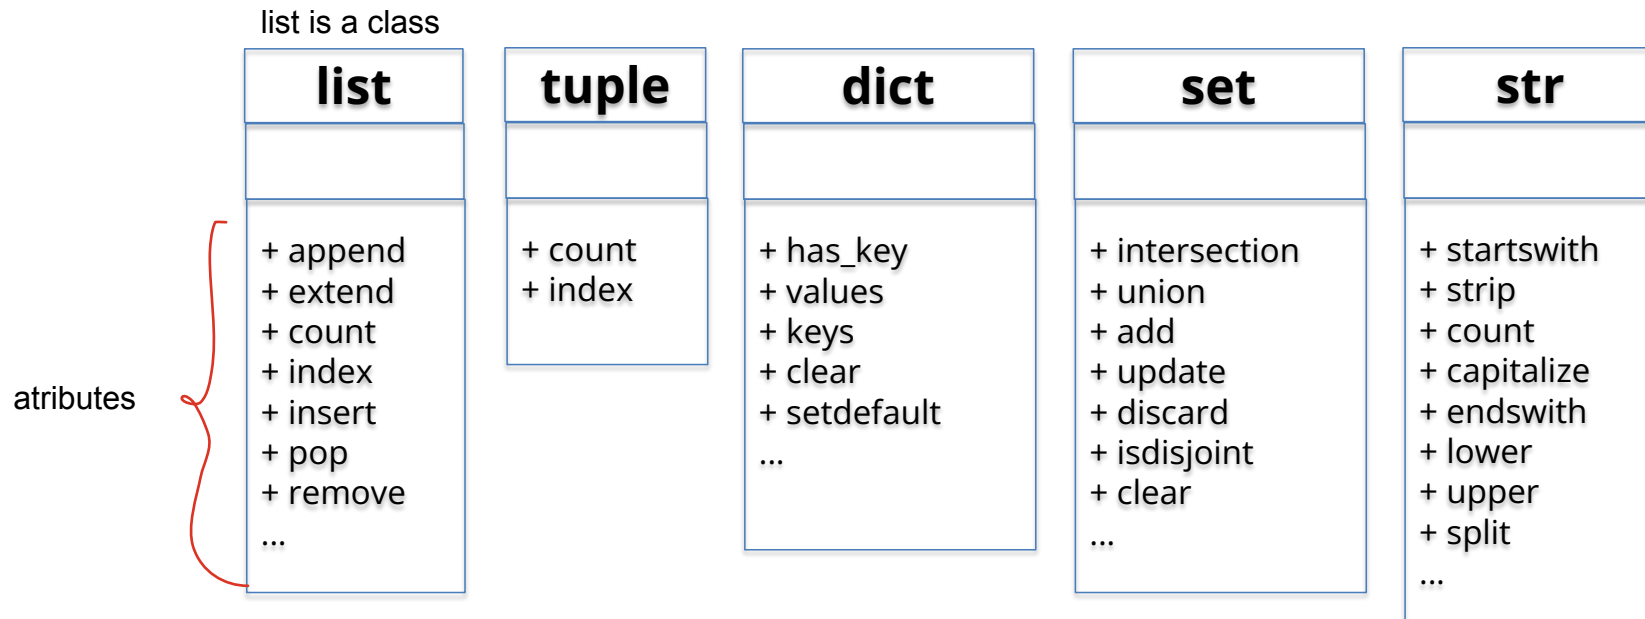 list is a class
list
tuple
dict
set
str
atributes
+ append
+ extend
+ count
+ index
+ insert
+ pop
+ remove
...
+ count
+ index
+ has_key
+ values
+ keys
+ clear
+ setdefault
...
+ intersection
+ union
+ add
+ update
+ discard
+ isdisjoint
+ clear
...
+ startswith
+ strip
+ count
+ capitalize
+ endswith
+ lower
+ upper
+ split
...